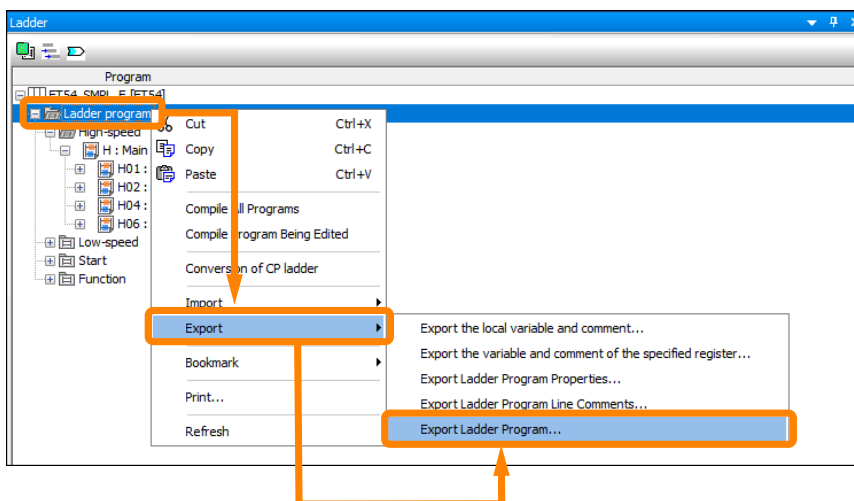 Ladder
Program
ET54_SMPL_E [ET54]
Ladder program
High-speed
H : Main
H01 :
H02 :
H04 :
H06 :
Low-speed
Start
Function
Cut Ctrl+X
Copy Ctrl+C
Paste Ctrl+V
Compile All Programs
Compile Program Being Edited
Conversion of CP ladder
Import
Export
Bookmark
Print...
Refresh
Export the local variable and comment...
Export the variable and comment of the specified register...
Export Ladder Program Properties...
Export Ladder Program Line Comments...
Export Ladder Program...